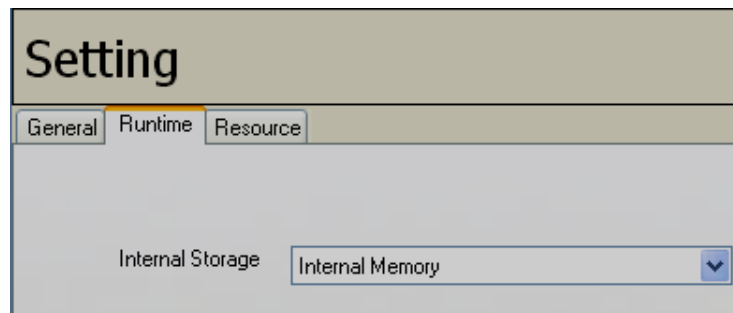 Setting
General Runtime Resource
Internal Storage Internal Memory